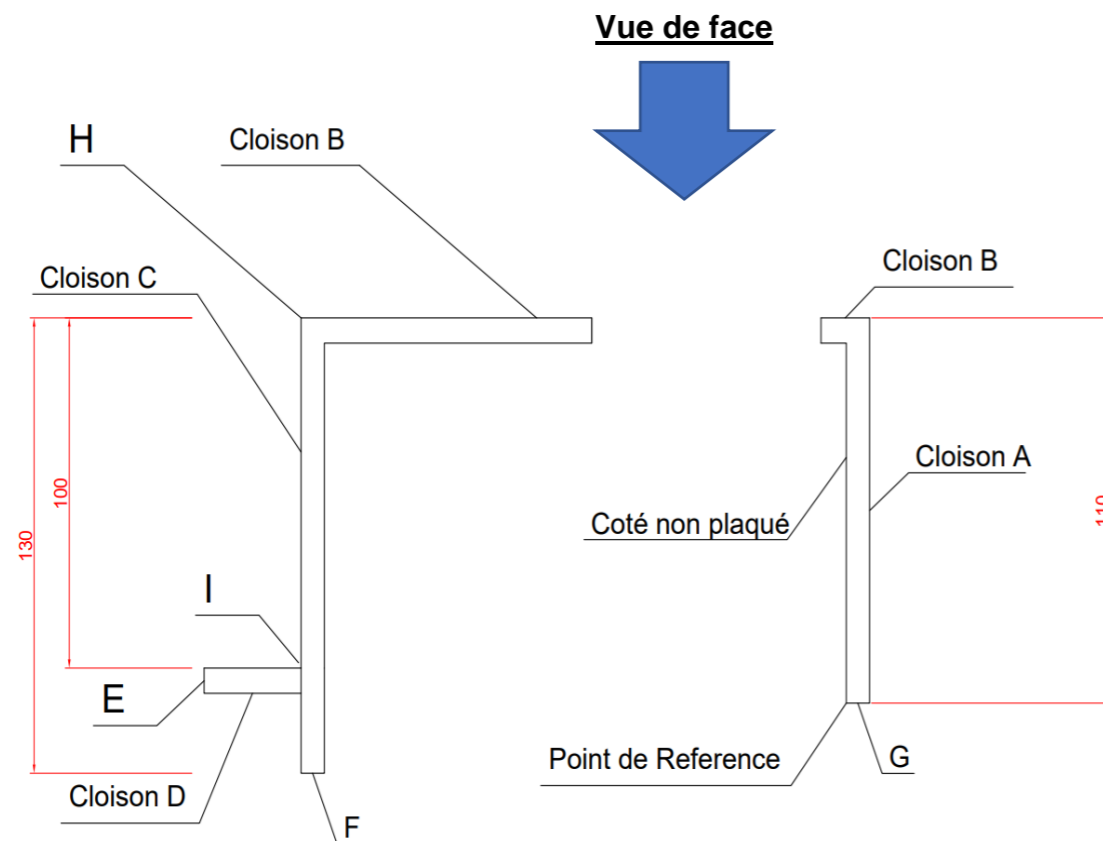 Vue de face
H
Cloison B
Cloison B
Cloison C
100
130
Cloison A
Coté non plaqué
I
E
Point de Reference
G
Cloison D
F